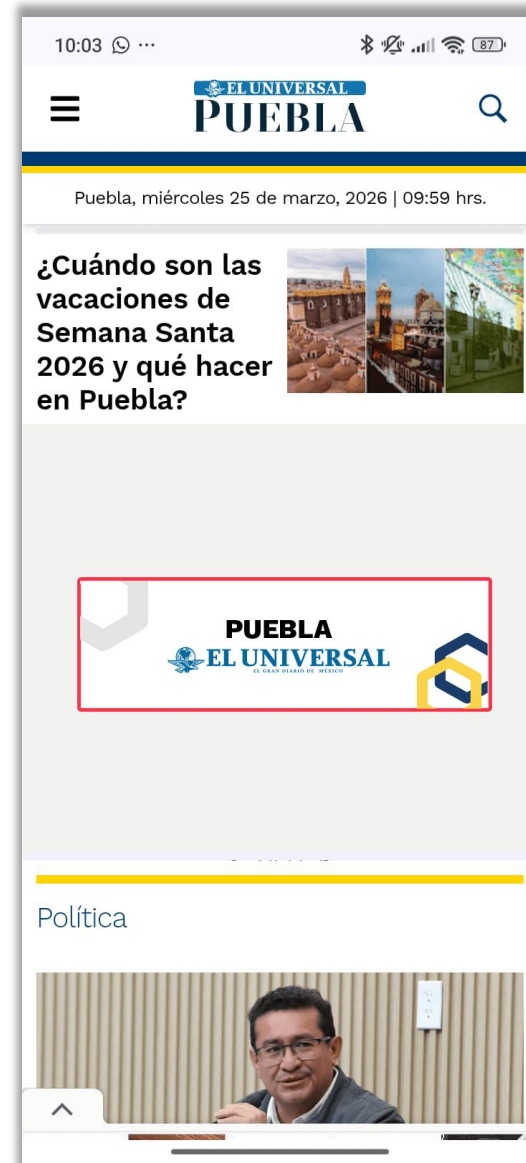 10:03
87
EL UNIVERSAL
PUEBLA
Puebla, miércoles 25 de marzo, 2026 | 09:59 hrs.
¿Cuándo son las
vacaciones de
Semana Santa
2026 y qué hacer
en Puebla?
PUEBLA
EL UNIVERSAL
EL GRAN DIARIO DE MÉXICO
Política